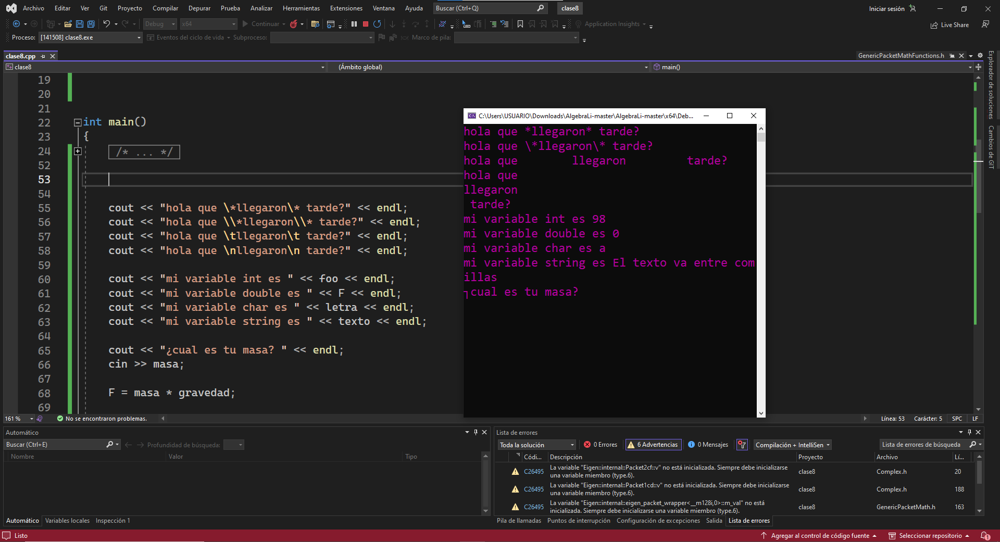 Archivo Editar Ver Git Proyecto Compilar Depurar Prueba Analizar Herramientas Extensiones Ventana Ayuda Buscar (Ctrl+Q) clase8 Iniciar sesión
Debug x64 Continuar Application Insights Live Share
Proceso: [141508] clase8.exe Eventos del ciclo de vida Subproceso: Marco de pila:
clase8.cpp GenericPacketMathFunctions.h
clase8 (Ámbito global) main()
19
20
21
22 int main()
23 {
24 /* ... */
52
53
54
55 cout << "hola que \*llegaron\* tarde?" << endl;
56 cout << "hola que \\*llegaron\\* tarde?" << endl;
57 cout << "hola que \tllegaron\t tarde?" << endl;
58 cout << "hola que \nllegaron\n tarde?" << endl;
59
60 cout << "mi variable int es " << foo << endl;
61 cout << "mi variable double es " << F << endl;
62 cout << "mi variable char es " << letra << endl;
63 cout << "mi variable string es " << texto << endl;
64
65 cout << "¿cual es tu masa? " << endl;
66 cin >> masa;
67
68 F = masa * gravedad;
69
C:\Users\USUARIO\Downloads\AlgebraLi-master\AlgebraLi-master\x64\Deb...
hola que *llegaron* tarde?
hola que \*llegaron\* tarde?
hola que llegaron tarde?
hola que
llegaron
tarde?
mi variable int es 98
mi variable double es 0
mi variable char es a
mi variable string es El texto va entre com
illas
┐cual es tu masa?
Explorador de soluciones
Cambios de GIT
161 % No se encontraron problemas. Línea: 53 Carácter: 5 SPC LF
Automático
Buscar (Ctrl+E) Profundidad de búsqueda:
Nombre Valor Tipo
Automático Variables locales Inspección 1
Lista de errores
Toda la solución 0 Errores 6 Advertencias 0 Mensajes Compilación + IntelliSen Lista de errores de búsqueda
Códi... Descripción Proyecto Archivo Lí...
C26495 La variable "Eigen::internal::Packet2cf::v" no está inicializada. Siempre debe inicializarse clase8 Complex.h 20
una variable miembro (type.6).
C26495 La variable "Eigen::internal::Packet1cd::v" no está inicializada. Siempre debe inicializarse clase8 Complex.h 188
una variable miembro (type.6).
C26495 La variable "Eigen::internal::eigen_packet_wrapper<__m128i,0>::m_val" no está clase8 GenericPacketMath.h 163
inicializada. Siempre debe inicializarse una variable miembro (type.6).
Pila de llamadas Puntos de interrupción Configuración de excepciones Salida Lista de errores
Listo Agregar al control de código fuente Seleccionar repositorio 1